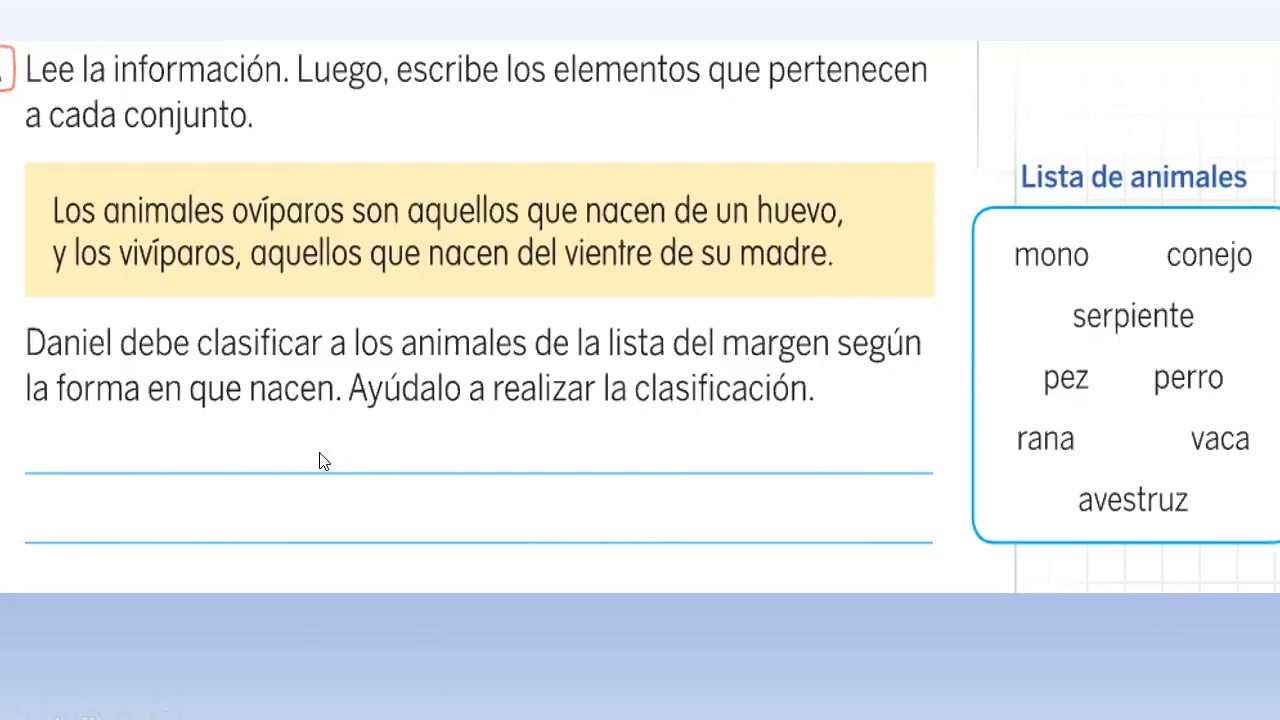 Lee la información. Luego, escribe los elementos que pertenecen
a cada conjunto.
Los animales ovíparos son aquellos que nacen de un huevo,
y los vivíparos, aquellos que nacen del vientre de su madre.
Daniel debe clasificar a los animales de la lista del margen según
la forma en que nacen. Ayúdalo a realizar la clasificación.
Lista de animales
mono conejo
serpiente
pez perro
rana vaca
avestruz